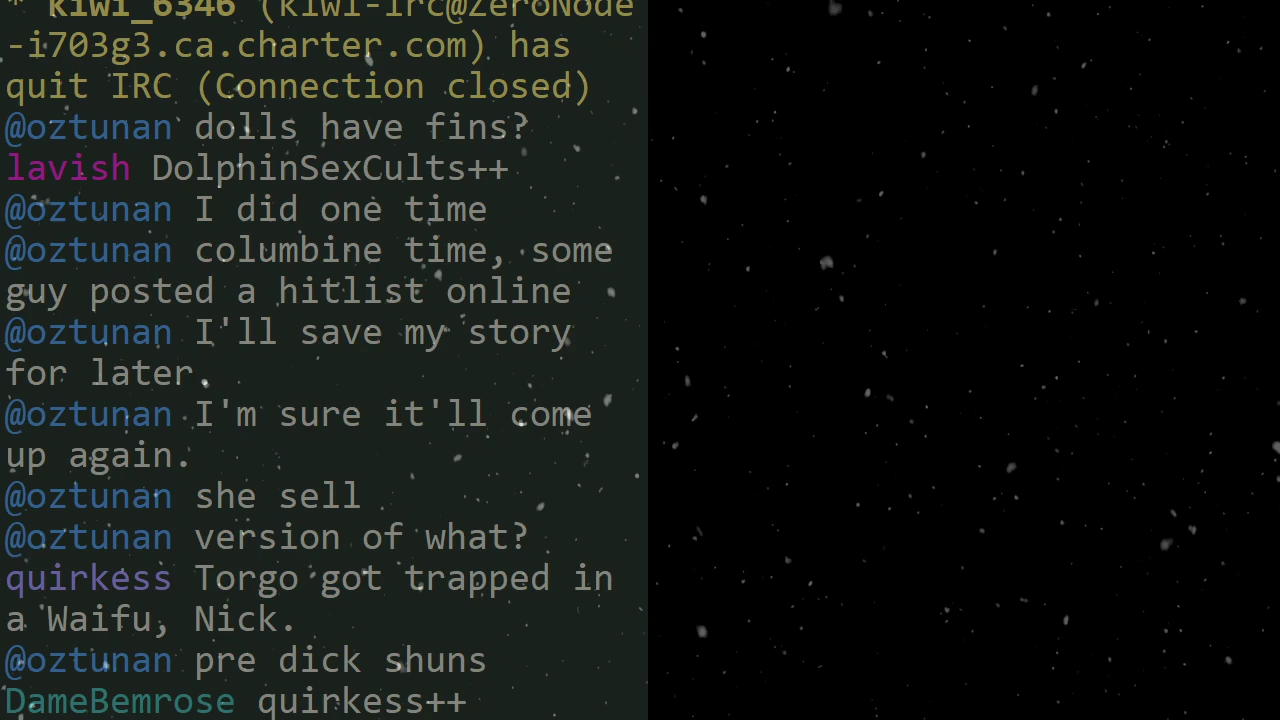 * kiwi_6346 (kiwi-irc@ZeroNode
-i703g3.ca.charter.com) has
quit IRC (Connection closed)
@oztunan dolls have fins?
lavish DolphinSexCults++
@oztunan I did one time
@oztunan columbine time, some
guy posted a hitlist online
@oztunan I'll save my story
for later.
@oztunan I'm sure it'll come
up again.
@oztunan she sell
@oztunan version of what?
quirkess Torgo got trapped in
a Waifu, Nick.
@oztunan pre dick shuns
DameBemrose quirkess++